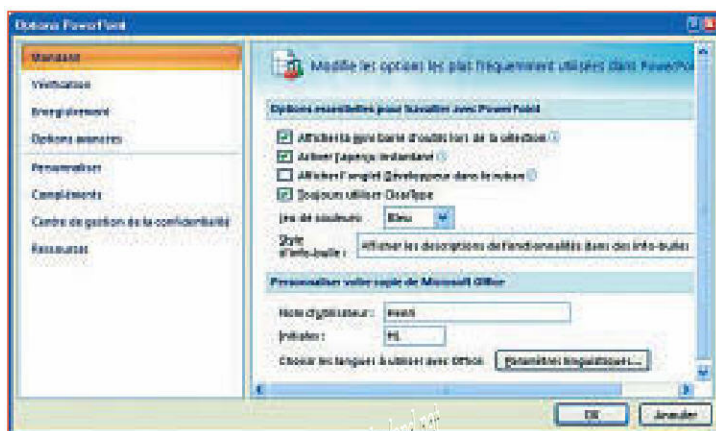 Options PowerPoint
Standard
Vérification
Enregistrement
Options avancées
Personnaliser
Compléments
Centre de gestion de la confidentialité
Ressources
Modifie les options les plus fréquemment utilisées dans PowerPoi
Options essentielles pour travailler avec PowerPoint
Afficher la mini barre d'outils lors de la sélection
Activer l'aperçu instantané
Afficher l'onglet Développeur dans le ruban
Toujours utiliser ClearType
Jeu de couleurs: Bleu
Style d'info-bulle : Afficher les descriptions de fonctionnalités dans des info-bulles
Personnaliser votre copie de Microsoft Office
Nom d'utilisateur :
Initiales :
Choisir les langues à utiliser avec Office Paramètres linguistiques...
OK Annuler